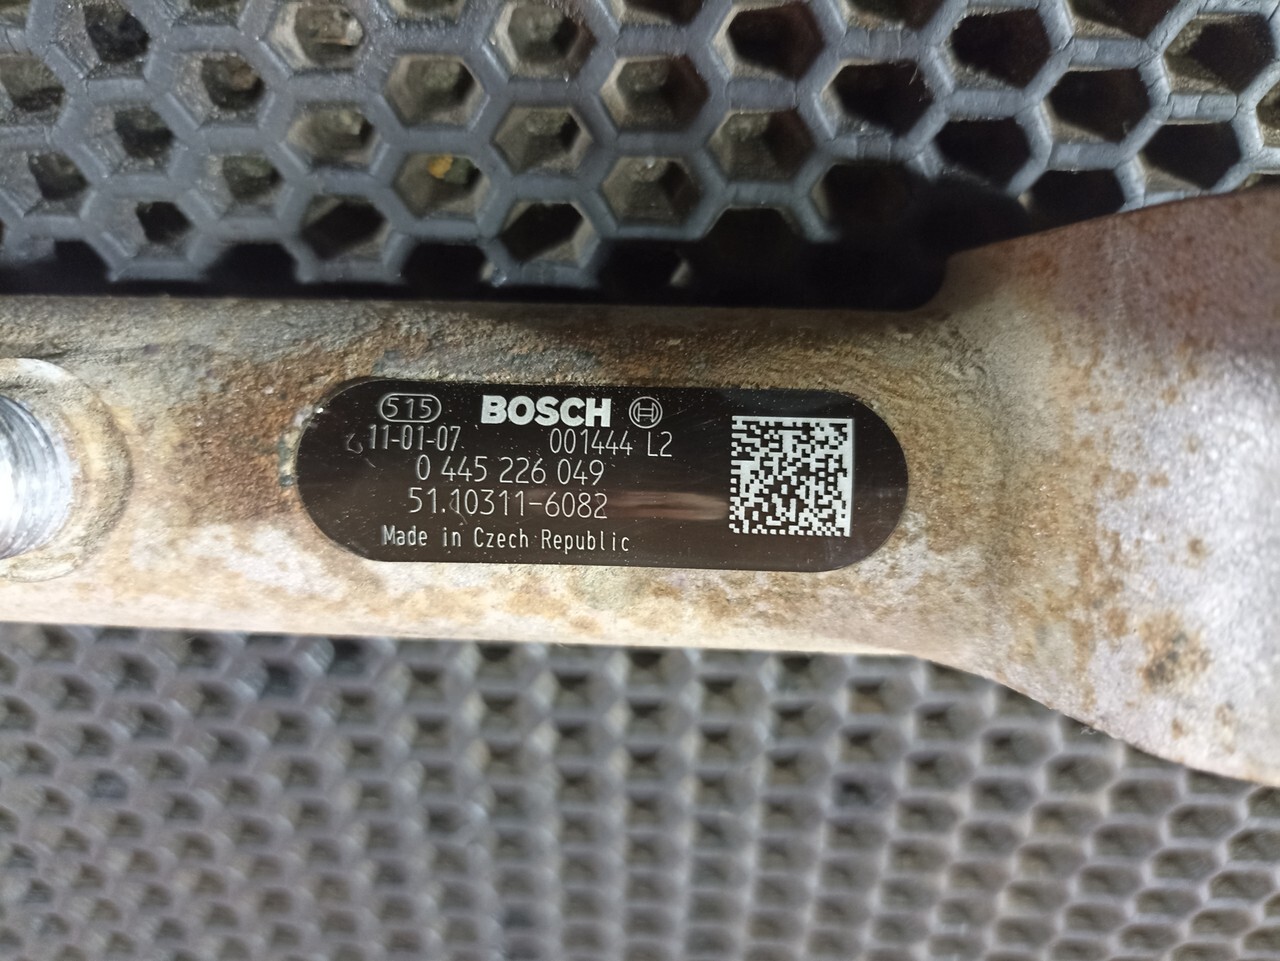 515 BOSCH
11-01-07 001444 L2
0 445 226 049
51.10311-6082
Made in Czech Republic